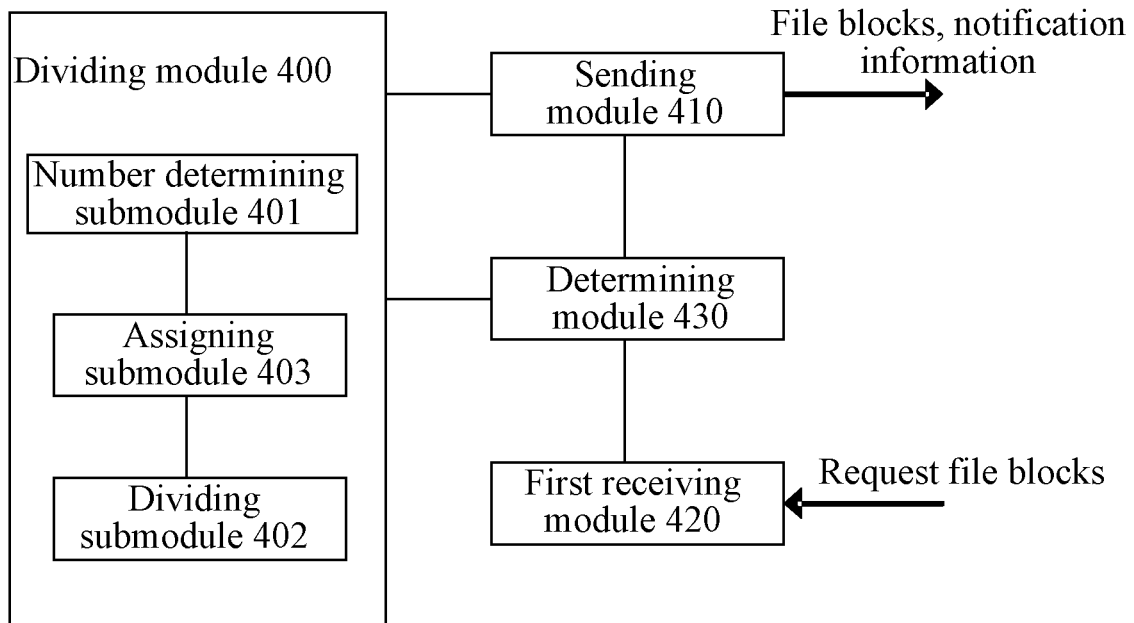 Dividing module 400
Number determining
submodule 401
Assigning
submodule 403
Dividing
submodule 402
Sending
module 410
File blocks, notification
information
Determining
module 430
First receiving
module 420
Request file blocks